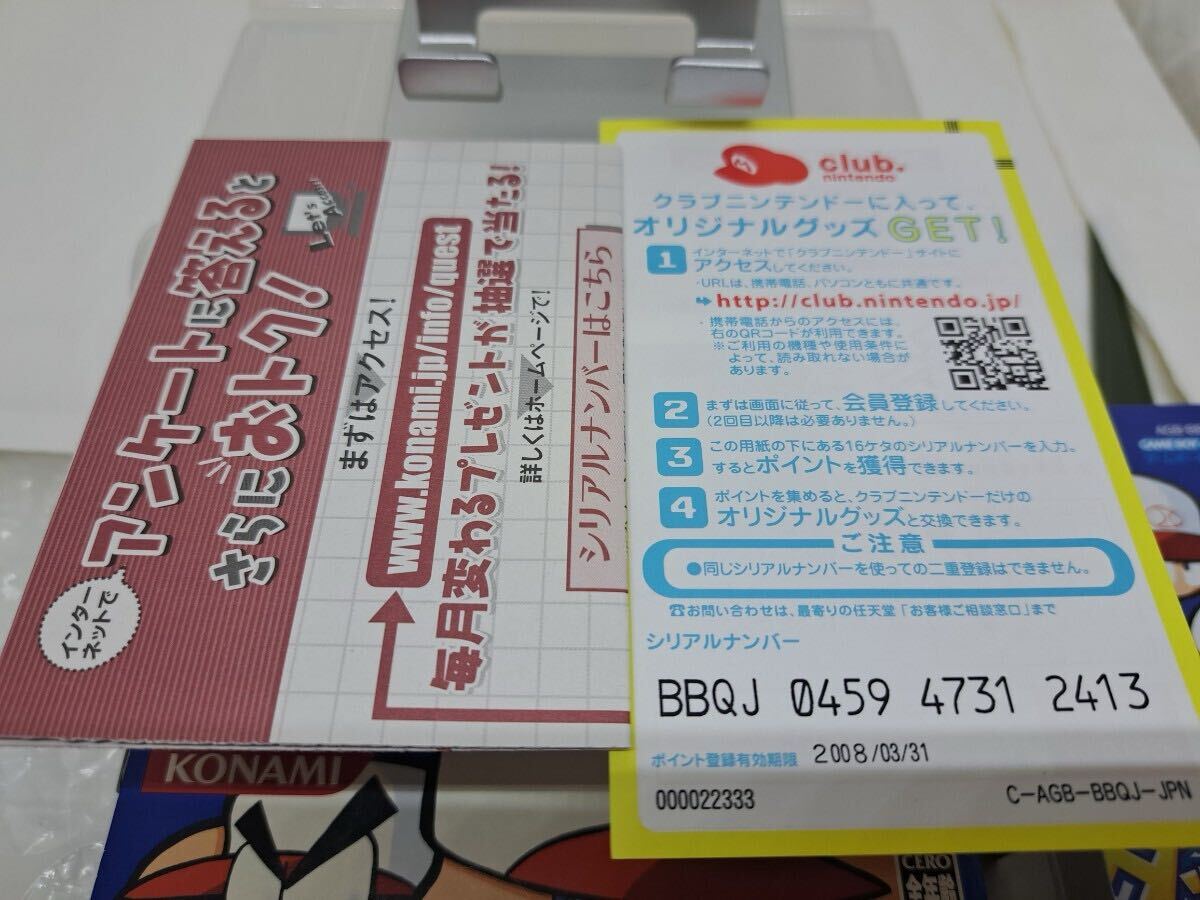 インター
ネットで
アンケートに答えると
さらにおトク!
Let's
まずはアクセス!
www.konami.jp/info/quest
毎月変わるプレゼントが抽選で当たる!
詳しくはホームページで!
シリアルナンバーはこちら
club.
nintendo
クラブニンテンドーに入って、
オリジナルグッズGET!
1 インターネットで「クラブニンテンドー」サイトに
アクセスしてください。
・URLは、携帯電話、パソコンともに共通です。
→http://club.nintendo.jp/
・携帯電話からのアクセスには、
右のQRコードが利用できます。
※ご利用の機種や使用条件に
よって、読み取れない場合が
あります。
2 まずは画面に従って、会員登録してください。
(2回目以降は必要ありません。)
3 この用紙の下にある16ケタのシリアルナンバーを入力。
するとポイントを獲得できます。
4 ポイントを集めると、クラブニンテンドーだけの
オリジナルグッズと交換できます。
ご注意
●同じシリアルナンバーを使っての二重登録はできません。
☎お問い合わせは、最寄りの任天堂「お客様ご相談窓口」まで
シリアルナンバー
BBQJ 0459 4731 2413
ポイント登録有効期限 2008/03/31
000022333 C-AGB-BBQJ-JPN
KONAMI
CERO